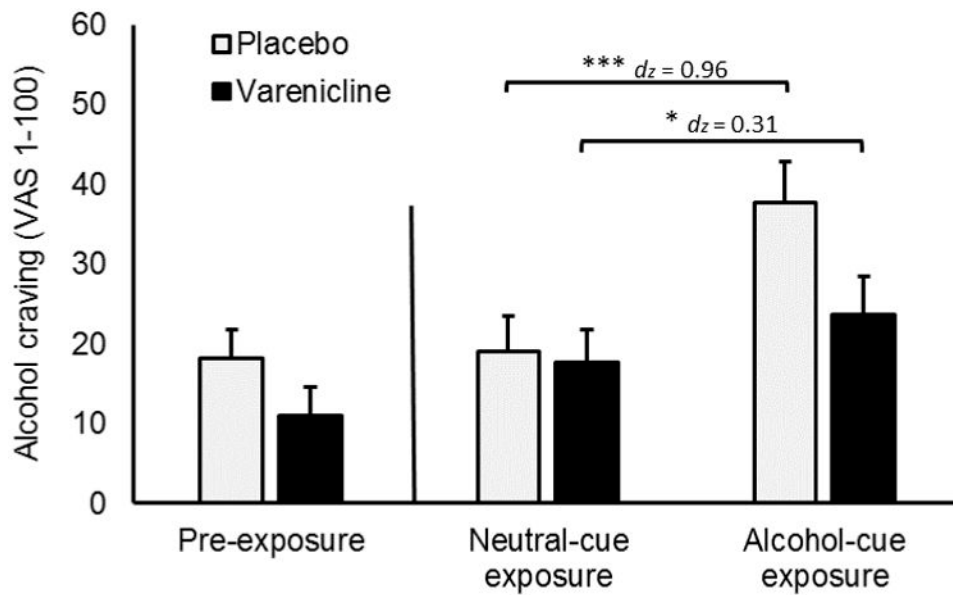 Alcohol craving (VAS 1-100)
60
50
40
30
20
10
0
Placebo
Varenicline
*** dz = 0.96
* dz = 0.31
Pre-exposure
Neutral-cue
exposure
Alcohol-cue
exposure